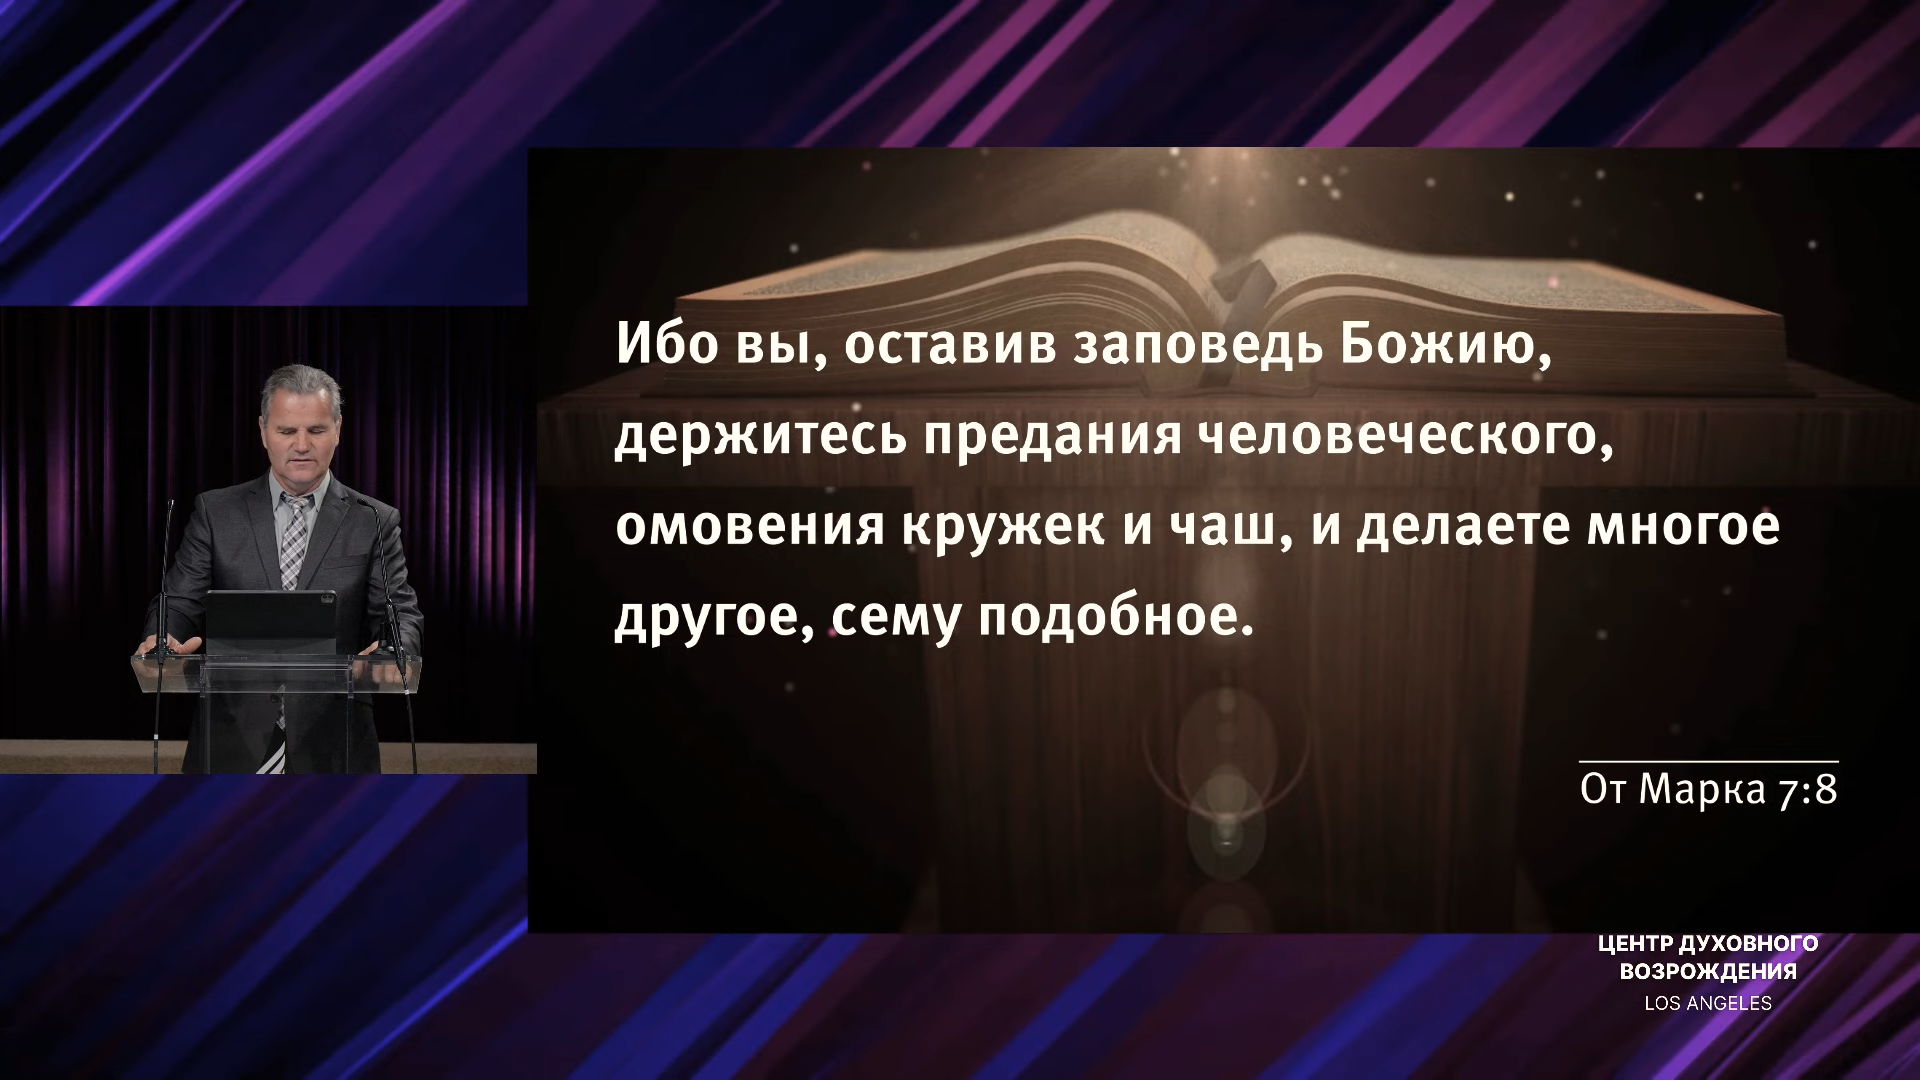 Ибо вы, оставив заповедь Божию,
держитесь предания человеческого,
омовения кружек и чаш, и делаете многое
другое, сему подобное.
От Марка 7:8
ЦЕНТР ДУХОВНОГО
ВОЗРОЖДЕНИЯ
LOS ANGELES